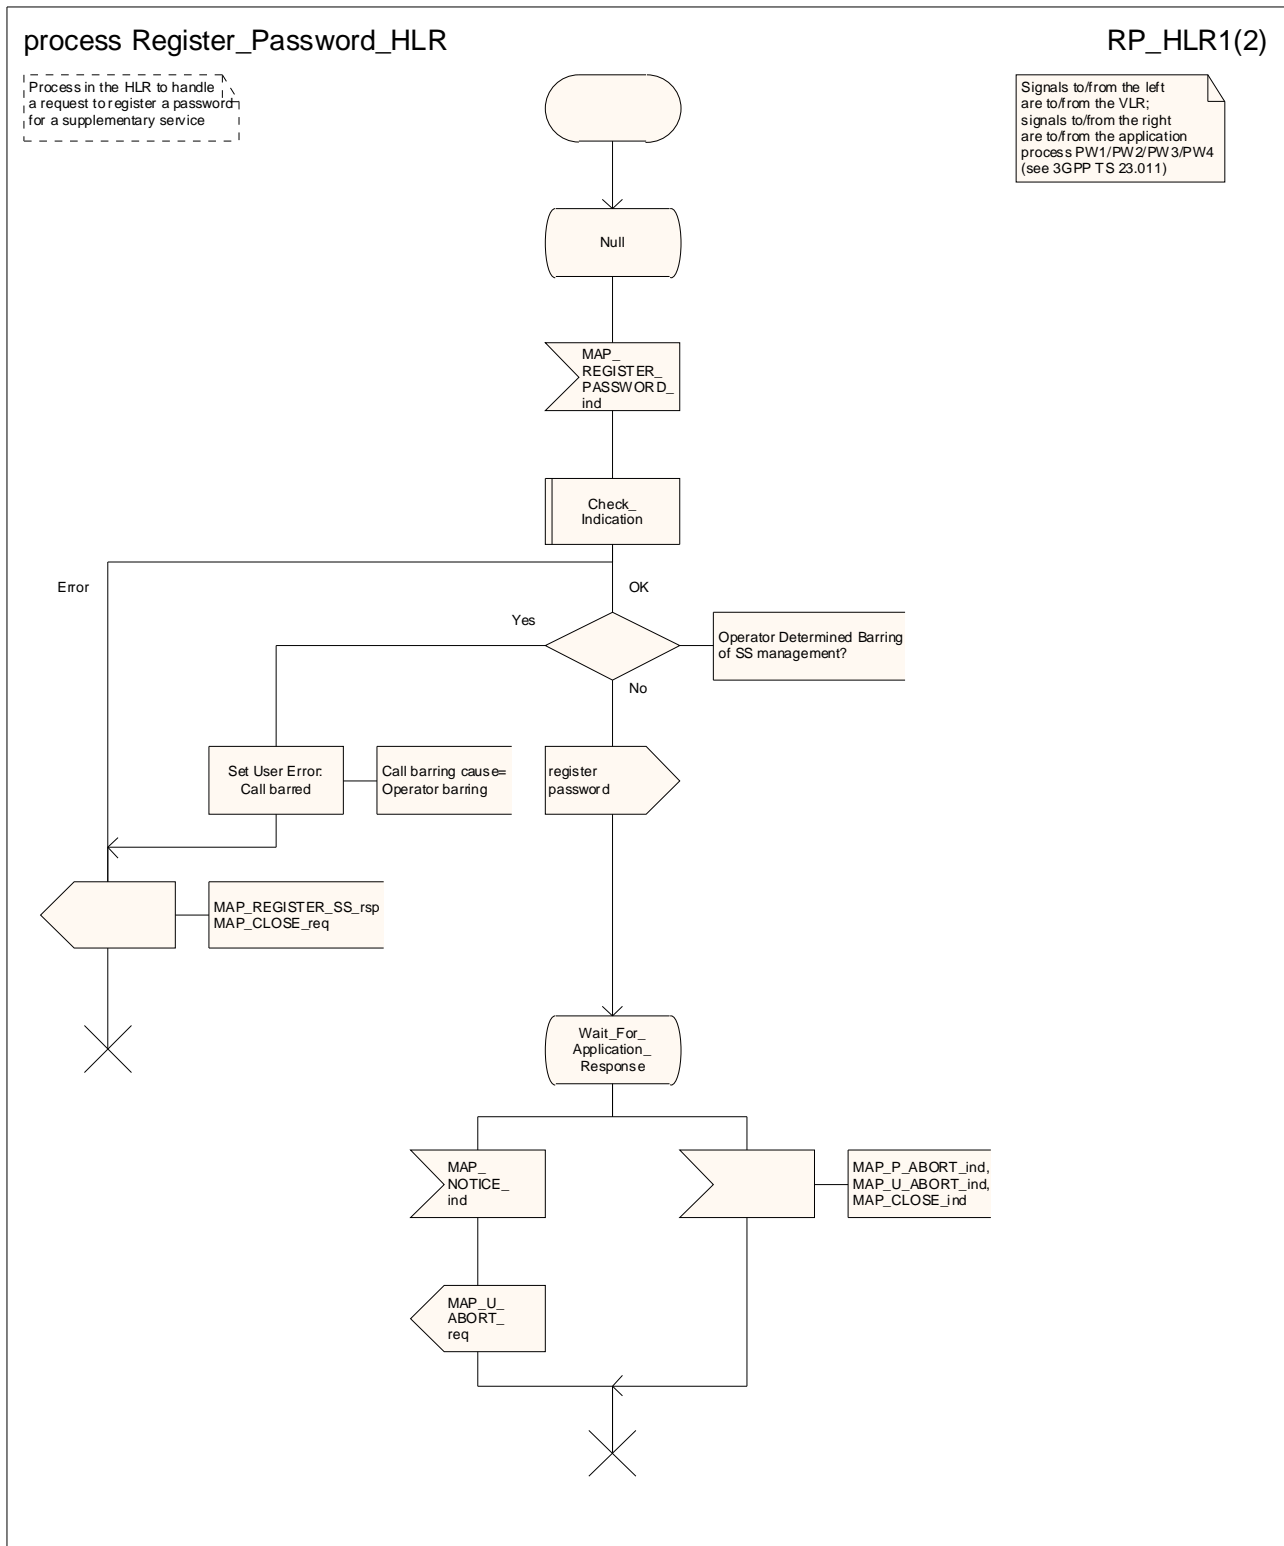 process Register_Password_HLR
RP_HLR1(2)
Process in the HLR to handle
a request to register a password
for a supplementary service
Signals to/from the left
are to/from the VLR;
signals to/from the right
are to/from the application
process PW1/PW2/PW3/PW4
(see 3GPP TS 23.011)
Null
MAP_
REGISTER_
PASSWORD_
ind
Check_
Indication
Error
OK
Yes
Operator Determined Barring
of SS management?
No
Set User Error:
Call barred
Call barring cause=
Operator barring
register
password
MAP_REGISTER_SS_rsp
MAP_CLOSE_req
Wait_For_
Application_
Response
MAP_
NOTICE_
ind
MAP_P_ABORT_ind,
MAP_U_ABORT_ind,
MAP_CLOSE_ind
MAP_U_
ABORT_
req